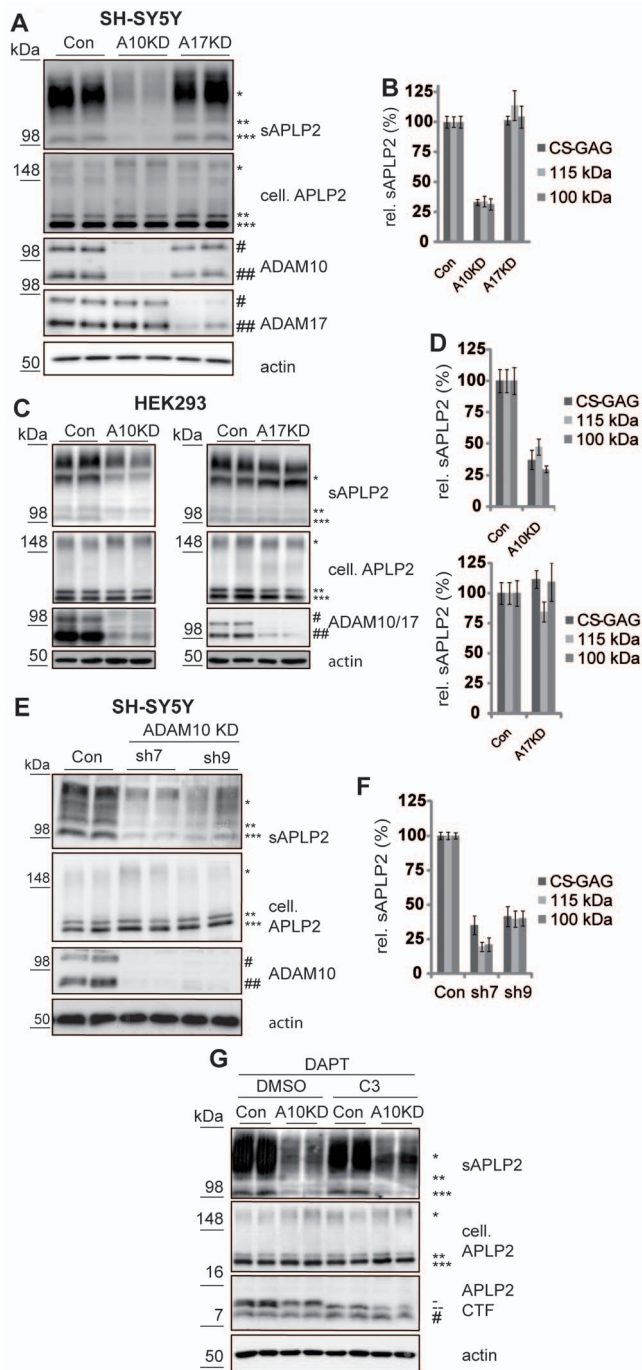 A
SH-SY5Y
kDa
Con A10KD A17KD
*
**
98 *** sAPLP2
148 *
cell. APLP2
**
***
98 #
## ADAM10
98 #
## ADAM17
50 actin
B
rel. sAPLP2 (%)
125
100
75
50
25
0
Con A10KD A17KD
CS-GAG
115 kDa
100 kDa
C
HEK293
kDa
Con A10KD Con A17KD
*
sAPLP2
**
98 98 ***
148 148 *
cell. APLP2
**
***
98 98 #
## ADAM10/17
50 50 actin
D
rel. sAPLP2 (%)
125
100
75
50
25
0
Con A10KD
CS-GAG
115 kDa
100 kDa
rel. sAPLP2 (%)
125
100
75
50
25
0
Con A17KD
CS-GAG
115 kDa
100 kDa
E
SH-SY5Y
ADAM10 KD
Con sh7 sh9
kDa
*
**
98 *** sAPLP2
148 *
cell.
** APLP2
***
98 #
ADAM10
##
50 actin
F
rel. sAPLP2 (%)
125
100
75
50
25
0
Con sh7 sh9
CS-GAG
115 kDa
100 kDa
G
DAPT
DMSO C3
kDa Con A10KD Con A10KD
* sAPLP2
**
98 ***
148 *
cell.
** APLP2
***
16
APLP2
-
-- CTF
7 #
50 actin